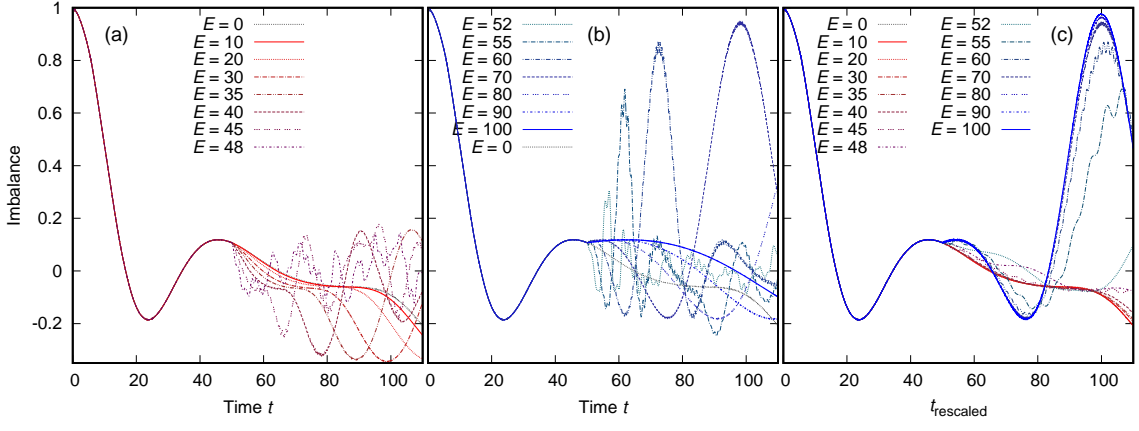 (a)
E = 0
E = 10
E = 20
E = 30
E = 35
E = 40
E = 45
E = 48
(b)
E = 52
E = 55
E = 60
E = 70
E = 80
E = 90
E = 100
E = 0
(c)
E = 0
E = 10
E = 20
E = 30
E = 35
E = 40
E = 45
E = 48
E = 52
E = 55
E = 60
E = 70
E = 80
E = 90
E = 100
Imbalance
1
0.8
0.6
0.4
0.2
0
-0.2
0 20 40 60 80 100
0 20 40 60 80 100
0 20 40 60 80 100
Time t
Time t
t_rescaled